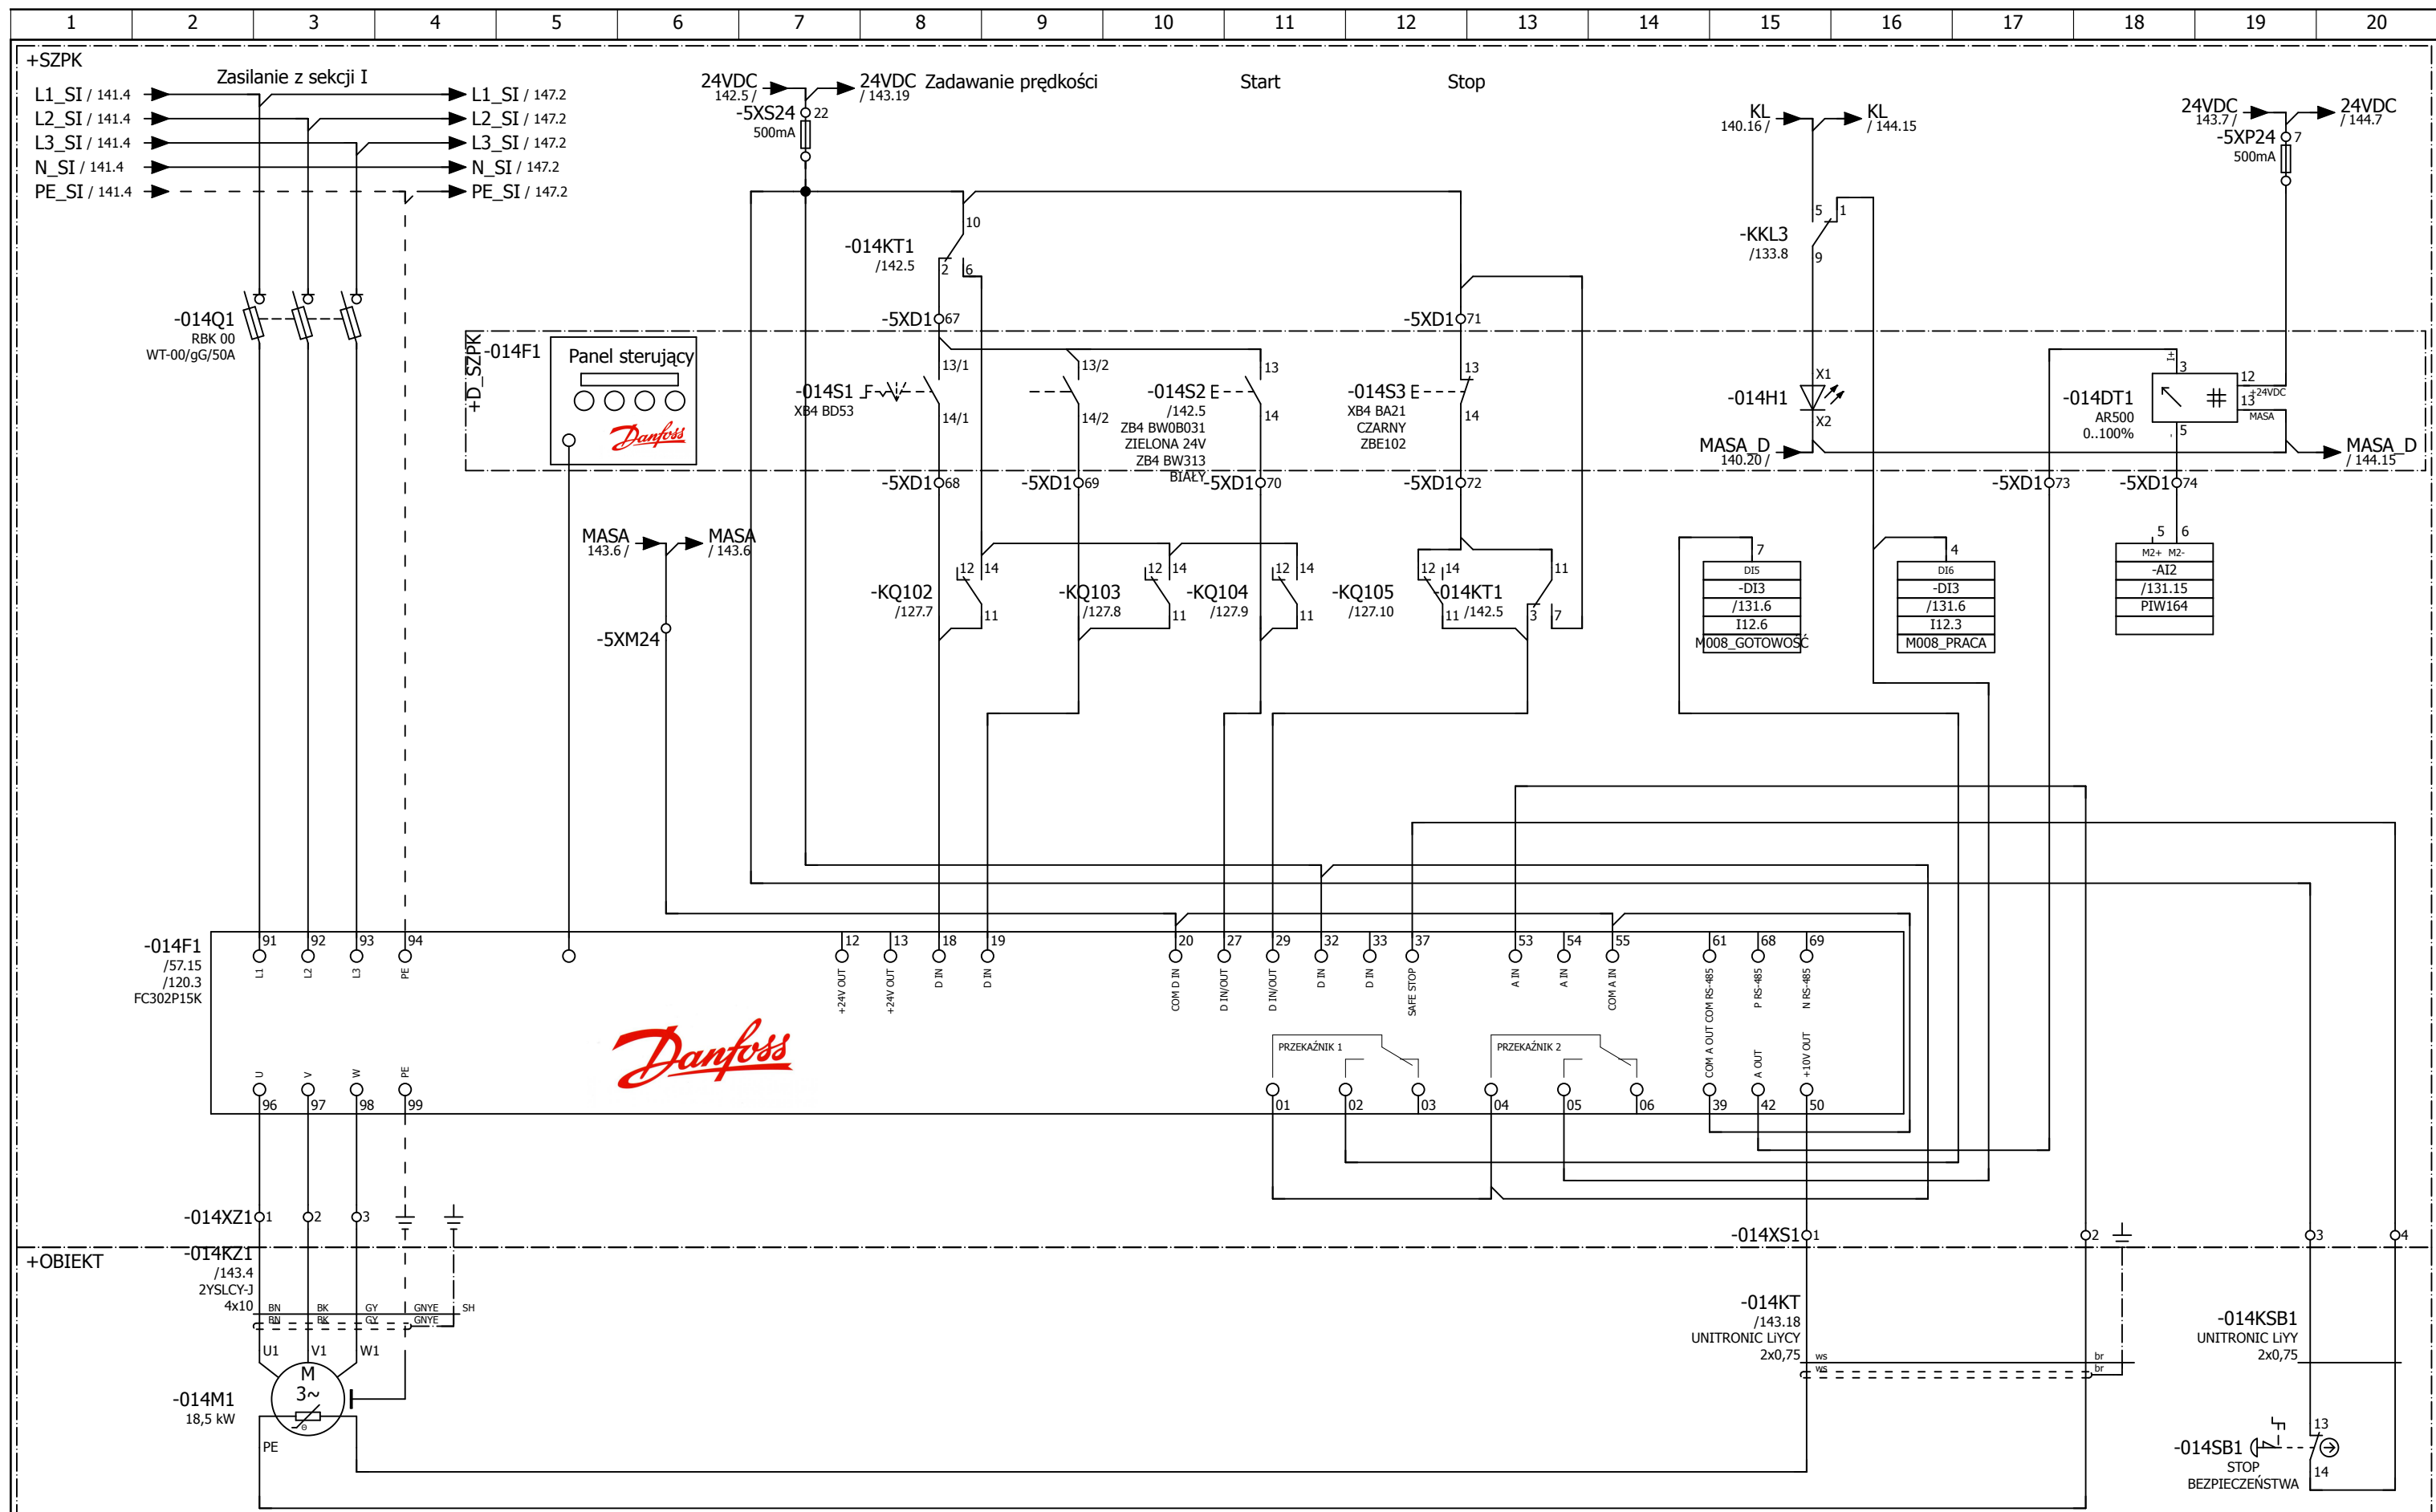 1 2 3 4 5 6 7 8 9 10 11 12 13 14 15 16 17 18 19 20
+SZPK
Zasilanie z sekcji I
L1_SI / 141.4 L1_SI / 147.2
L2_SI / 141.4 L2_SI / 147.2
L3_SI / 141.4 L3_SI / 147.2
N_SI / 141.4 N_SI / 147.2
PE_SI / 141.4 PE_SI / 147.2
24VDC 24VDC
142.5 / / 143.19
-5XS24 22
500mA
Zadawanie prędkości
Start
Stop
KL KL
140.16 / / 144.15
24VDC 24VDC
143.7 / / 144.7
-5XP24 7
500mA
10
-014KT1
/142.5
2 6
5 1
-KKL3
/133.8
9
-014Q1
RBK 00
WT-00/gG/50A
-5XD1 67
-5XD1 71
+D_SZPK
-014F1
Panel sterujący
Danfoss
13/1
-014S1
XB4 BD53
14/1
13/2
14/2
13
-014S2
/142.5
ZB4 BW0B031
ZIELONA 24V
ZB4 BW313
BIAŁY
14
13
-014S3
XB4 BA21
CZARNY
ZBE102
14
X1
-014H1
X2
MASA_D
140.20 /
I+
3
-014DT1
AR500
0..100%
12
+24VDC
13
MASA
5
MASA_D
/ 144.15
-5XD1 68
-5XD1 69
-5XD1 70
-5XD1 72
-5XD1 73
-5XD1 74
MASA MASA
143.6 / / 143.6
-5XM24
12 14
-KQ102
/127.7
11
12 14
-KQ103
/127.8
11
12 14
-KQ104
/127.9
11
12 14
-KQ105
/127.10
11
11
-014KT1
/142.5
3 7
7
DI5
-DI3
/131.6
I12.6
M008_GOTOWOŚĆ
4
DI6
-DI3
/131.6
I12.3
M008_PRACA
5 6
M2+ M2-
-AI2
/131.15
PIW164
-014F1
/57.15
/120.3
FC302P15K
91 92 93 94 12 13 18 19 20 27 29 32 33 37 53 54 55 61 68 69
L1 L2 L3 PE +24V OUT +24V OUT D IN D IN COM D IN D IN/OUT D IN/OUT D IN D IN SAFE STOP A IN A IN COM A IN COM RS-485 P RS-485 N RS-485
Danfoss
PRZEKAŹNIK 1
PRZEKAŹNIK 2
U V W PE COM A OUT A OUT +10V OUT
96 97 98 99 01 02 03 04 05 06 39 42 50
-014XZ1 1 2 3
-014XS1 1 2 3 4
+OBIEKT
-014KZ1
/143.4
2YSLCY-J
4x10
BN BK GY GNYE SH
BN BK GY GNYE
U1 V1 W1
M
3~
-014M1
18,5 kW
PE
-014KT
/143.18
UNITRONIC LiYCY
2x0,75
ws br
ws br
-014KSB1
UNITRONIC LiYY
2x0,75
13
-014SB1
STOP
BEZPIECZEŃSTWA
14